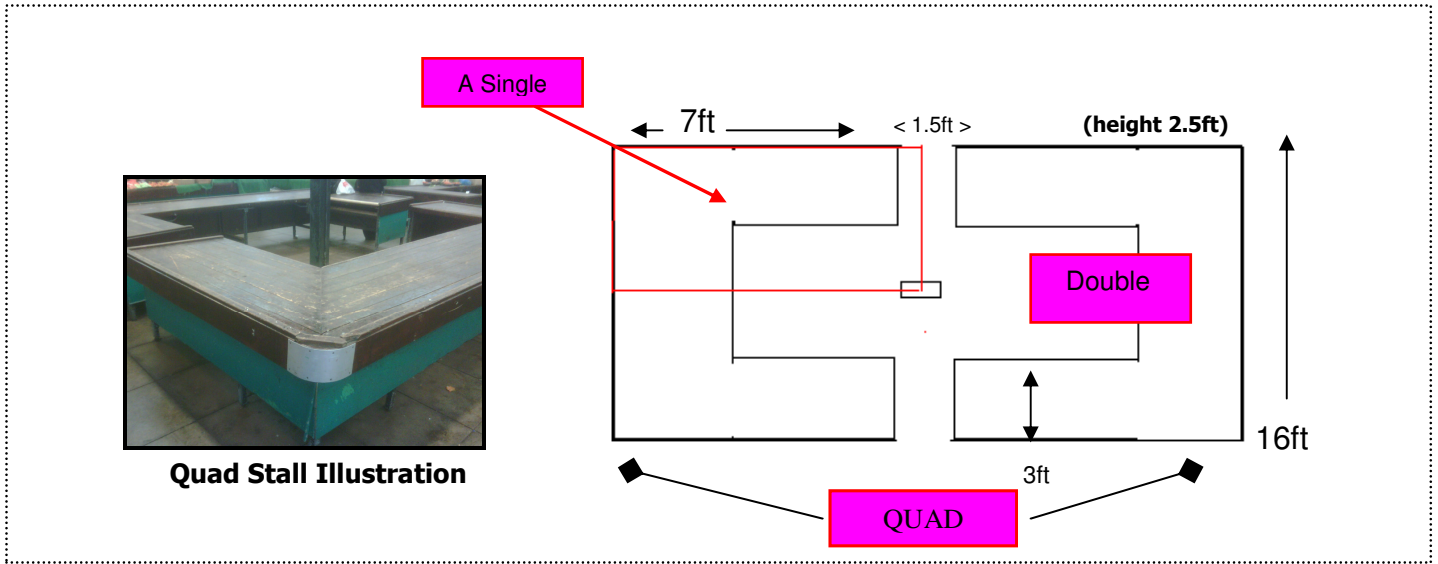 A Single
7ft
< 1.5ft >
(height 2.5ft)
Double
16ft
3ft
Quad Stall Illustration
QUAD